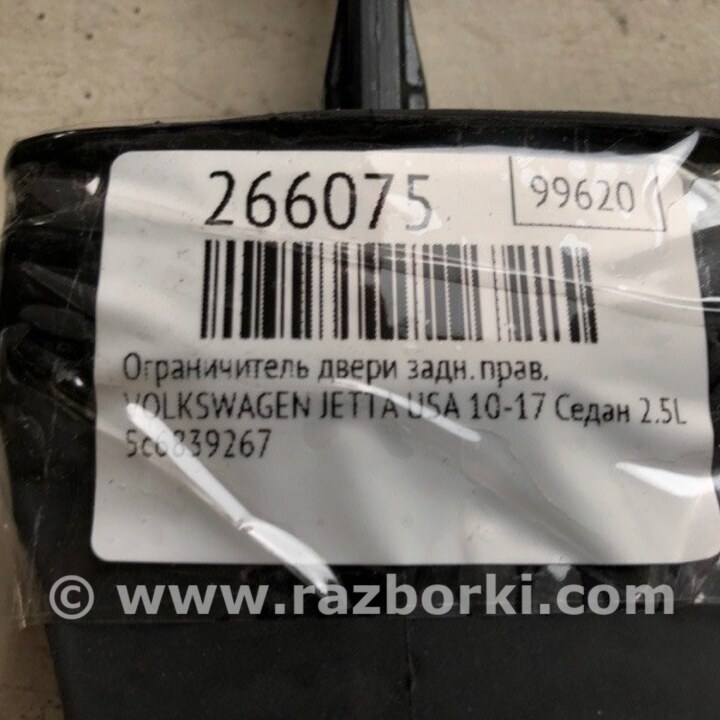 266075
99620
Ограничитель двери задн. прав.
VOLKSWAGEN JETTA USA 10-17 Седан 2.5L
5c6839267
© www.razborki.com